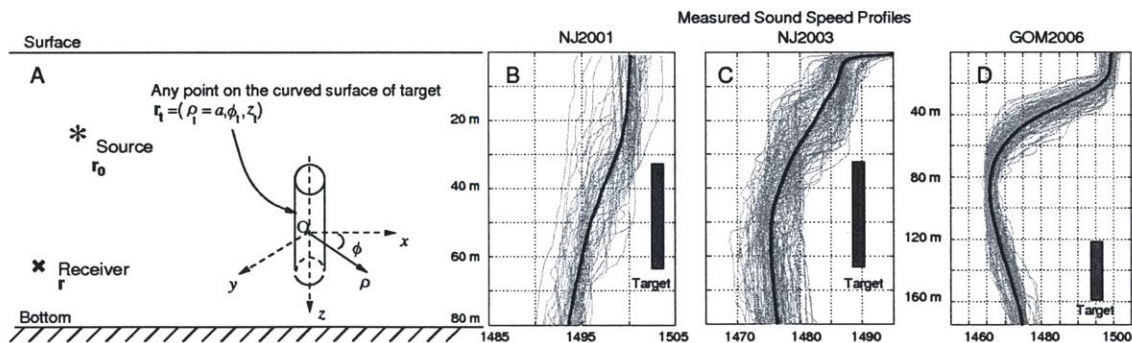 Measured Sound Speed Profiles
NJ2001
NJ2003
GOM2006
Surface
A
Any point on the curved surface of target
r_t =(ρ_t = a,ϕ_t, z_t)
Source
r_o
O
x
ϕ
y
ρ
z
Receiver
r
Bottom
B
20 m
40 m
60 m
80 m
Target
1485
1495
1505
C
Target
1470
1480
1490
D
40 m
80 m
120 m
160 m
Target
1460
1480
1500